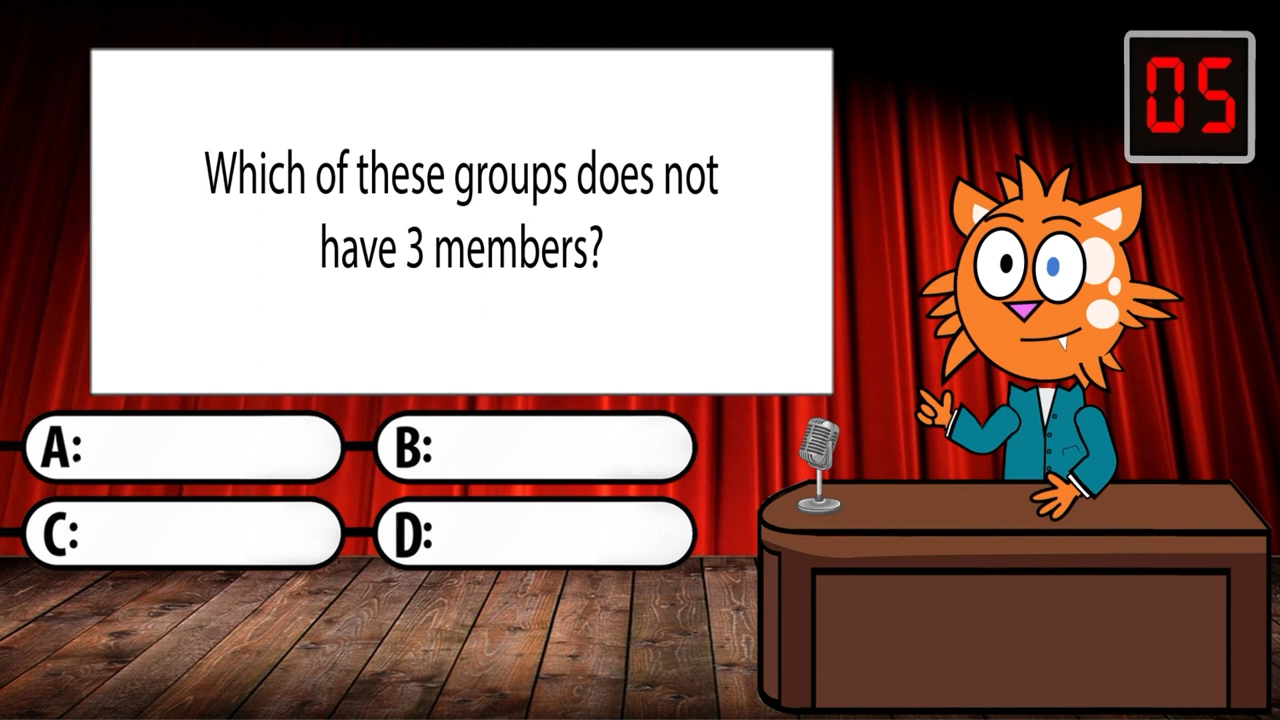 Which of these groups does not
have 3 members?
05
A:
B:
C:
D: